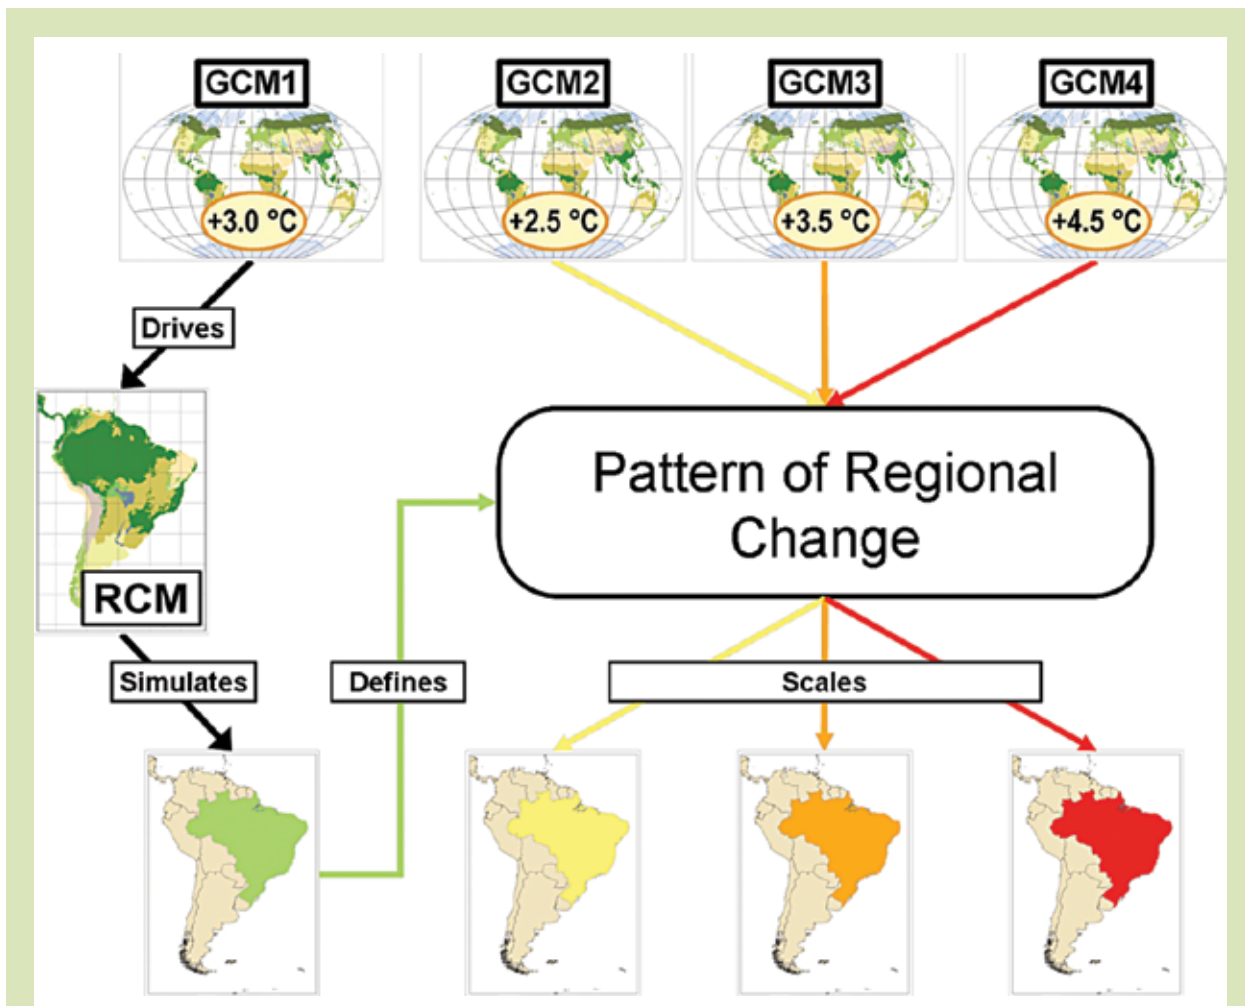 GCM1
GCM2
GCM3
GCM4
+3.0 °C
+2.5 °C
+3.5 °C
+4.5 °C
Drives
Pattern of Regional
Change
RCM
Simulates
Defines
Scales